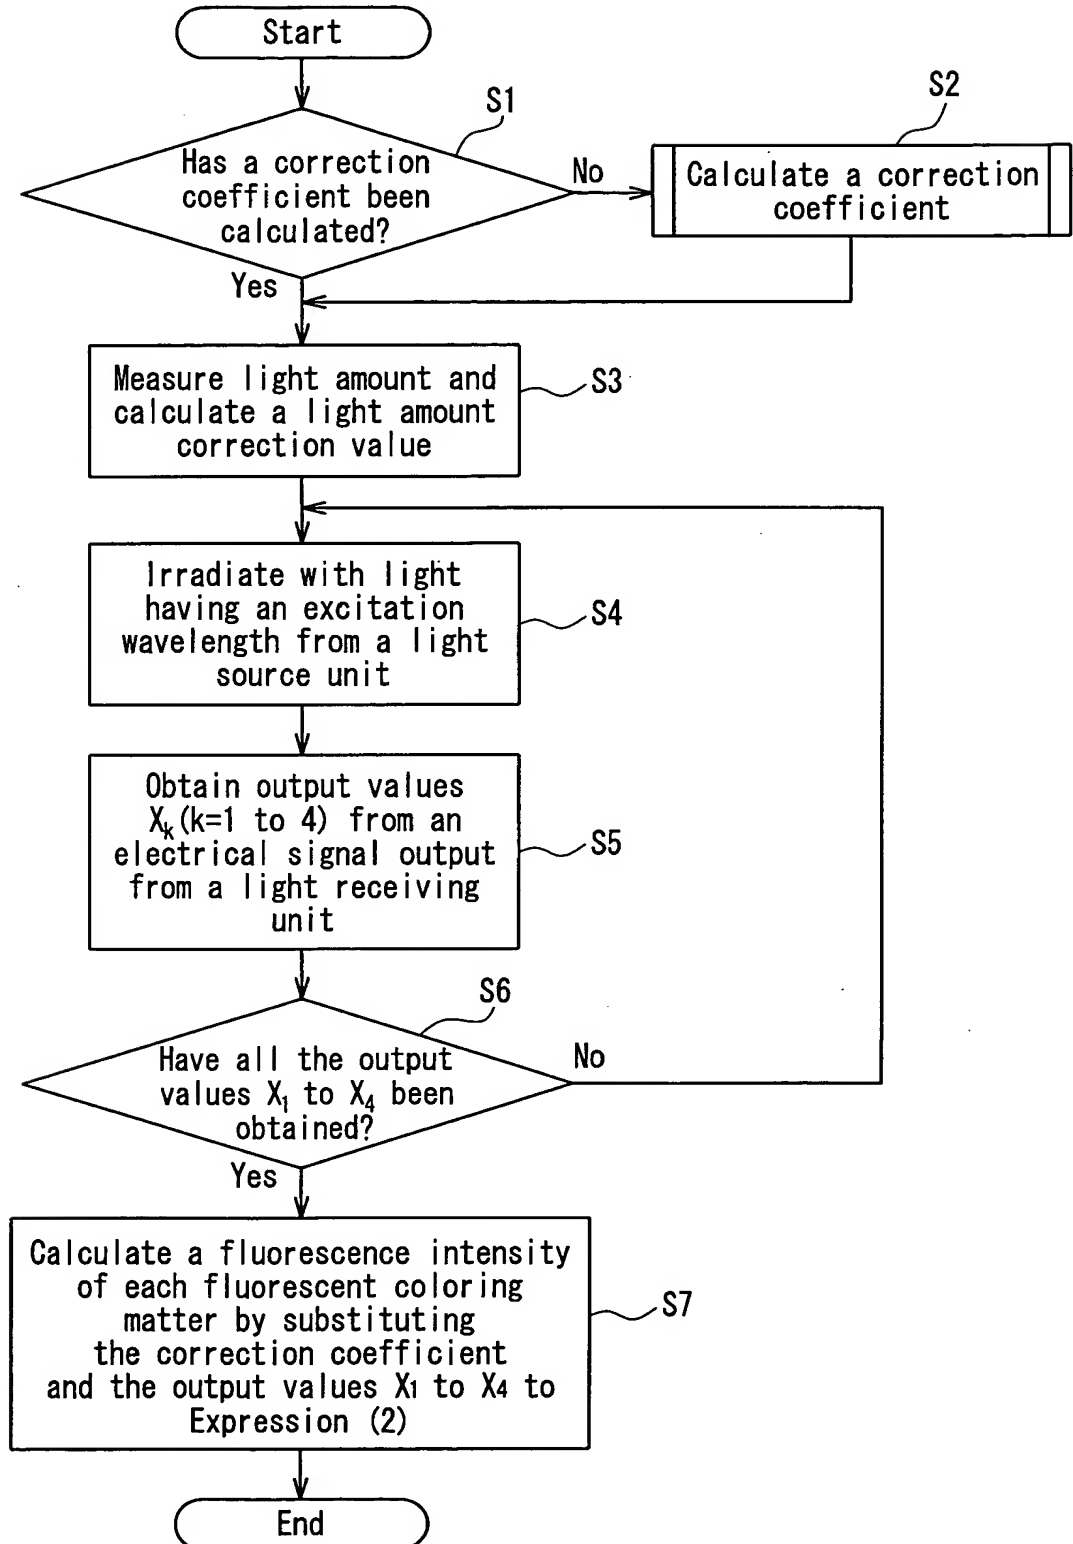 Start
S1
Has a correction
coefficient been
calculated?
No
S2
Calculate a correction
coefficient
Yes
Measure light amount and
calculate a light amount
correction value
S3
Irradiate with light
having an excitation
wavelength from a light
source unit
S4
Obtain output values
Xₖ(k=1 to 4) from an
electrical signal output
from a light receiving
unit
S5
S6
Have all the output
values X₁ to X₄ been
obtained?
No
Yes
Calculate a fluorescence intensity
of each fluorescent coloring
matter by substituting
the correction coefficient
and the output values X₁ to X₄ to
Expression (2)
S7
End